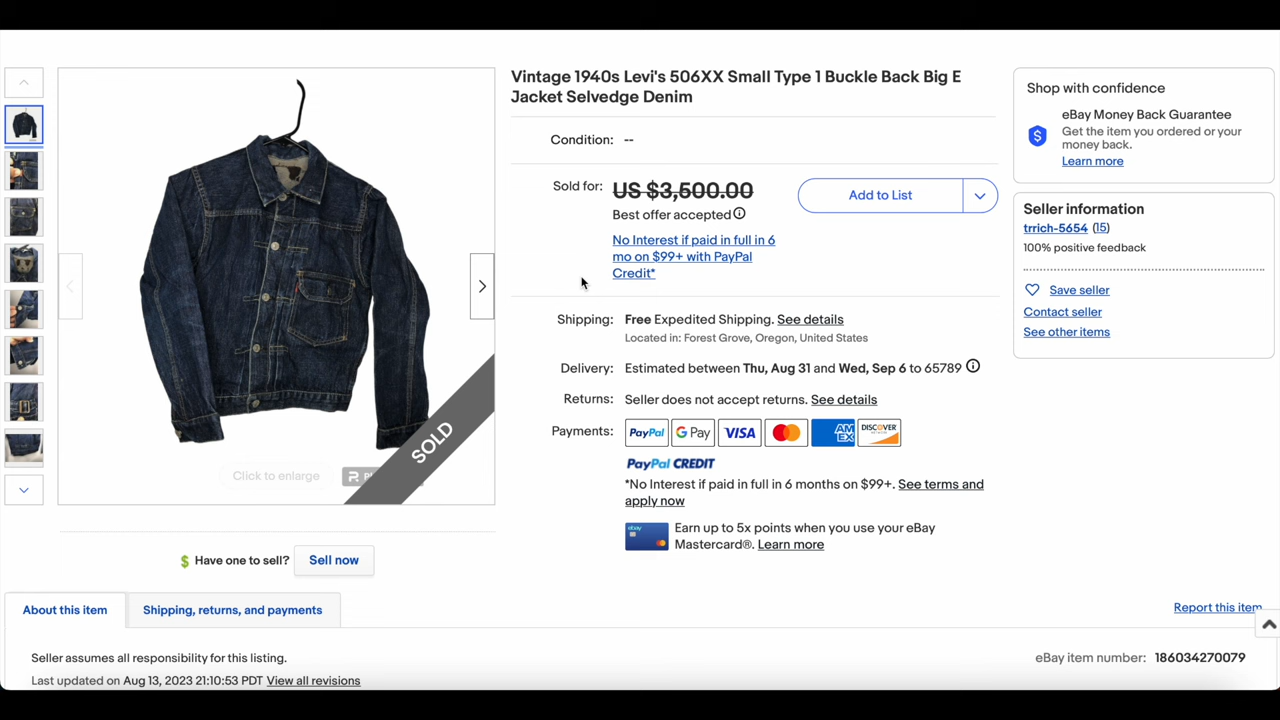 Vintage 1940s Levi's 506XX Small Type 1 Buckle Back Big E
Jacket Selvedge Denim
Condition: --
Sold for: US $3,500.00
Best offer accepted
No Interest if paid in full in 6
mo on $99+ with PayPal
Credit*
Add to List
Shipping: Free Expedited Shipping. See details
Located in: Forest Grove, Oregon, United States
Delivery: Estimated between Thu, Aug 31 and Wed, Sep 6 to 65789
Returns: Seller does not accept returns. See details
Payments: PayPal G Pay VISA MasterCard AM EX DISCOVER
PayPal CREDIT
*No Interest if paid in full in 6 months on $99+. See terms and
apply now
ebay
Earn up to 5x points when you use your eBay
Mastercard®. Learn more
Shop with confidence
eBay Money Back Guarantee
Get the item you ordered or your
money back.
Learn more
Seller information
trrich-5654 (15)
100% positive feedback
Save seller
Contact seller
See other items
Click to enlarge
SOLD
Have one to sell? Sell now
About this item
Shipping, returns, and payments
Report this item
Seller assumes all responsibility for this listing.
Last updated on Aug 13, 2023 21:10:53 PDT View all revisions
eBay item number: 186034270079